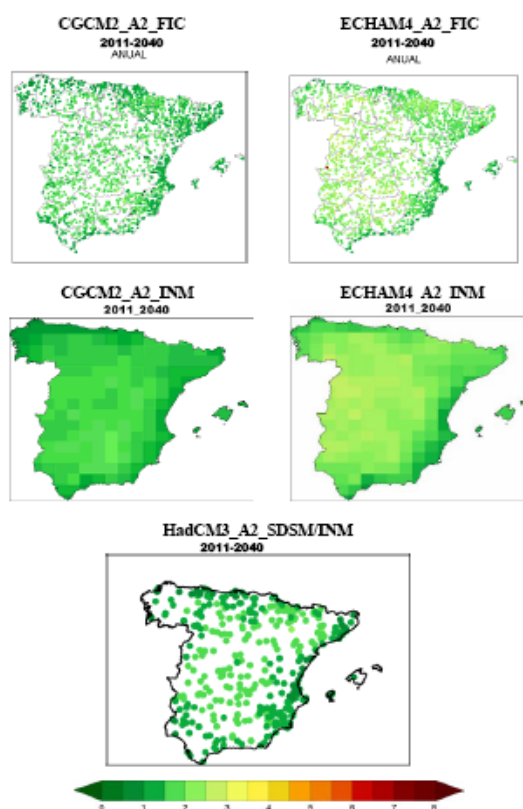 CGCM2_A2_FIC
2011-2040
ANUAL
ECHAM4_A2_FIC
2011-2040
ANUAL
CGCM2_A2_INM
2011_2040
ECHAM4_A2_INM
2011_2040
HadCM3_A2_SDSM/INM
2011-2040
0 1 2 3 4 5 6 7 8